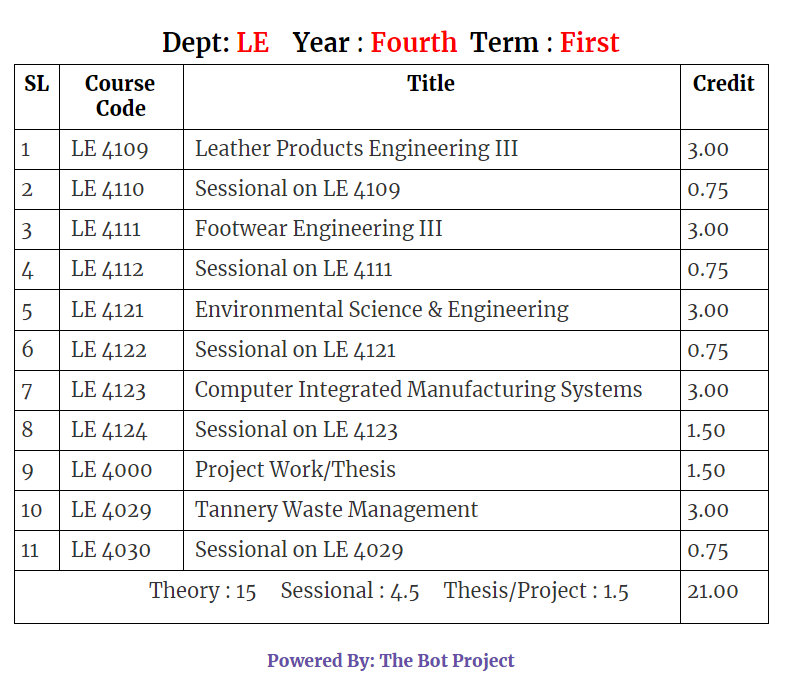 Dept: LE Year : Fourth Term : First
SL Course Code Title Credit
1 LE 4109 Leather Products Engineering III 3.00
2 LE 4110 Sessional on LE 4109 0.75
3 LE 4111 Footwear Engineering III 3.00
4 LE 4112 Sessional on LE 4111 0.75
5 LE 4121 Environmental Science & Engineering 3.00
6 LE 4122 Sessional on LE 4121 0.75
7 LE 4123 Computer Integrated Manufacturing Systems 3.00
8 LE 4124 Sessional on LE 4123 1.50
9 LE 4000 Project Work/Thesis 1.50
10 LE 4029 Tannery Waste Management 3.00
11 LE 4030 Sessional on LE 4029 0.75
Theory : 15 Sessional : 4.5 Thesis/Project : 1.5 21.00
Powered By: The Bot Project